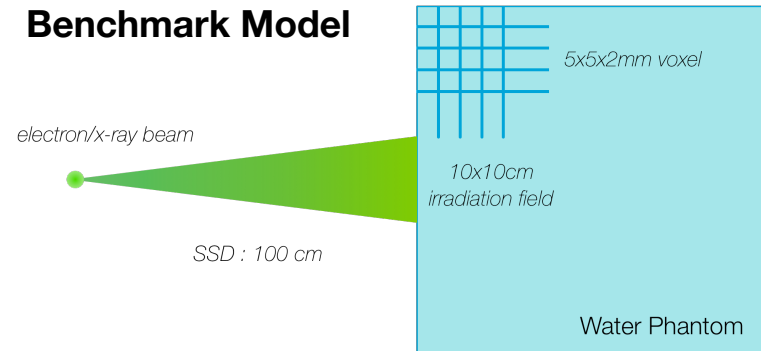 Benchmark Model
5x5x2mm voxel
electron/x-ray beam
10x10cm
irradiation field
SSD : 100 cm
Water Phantom